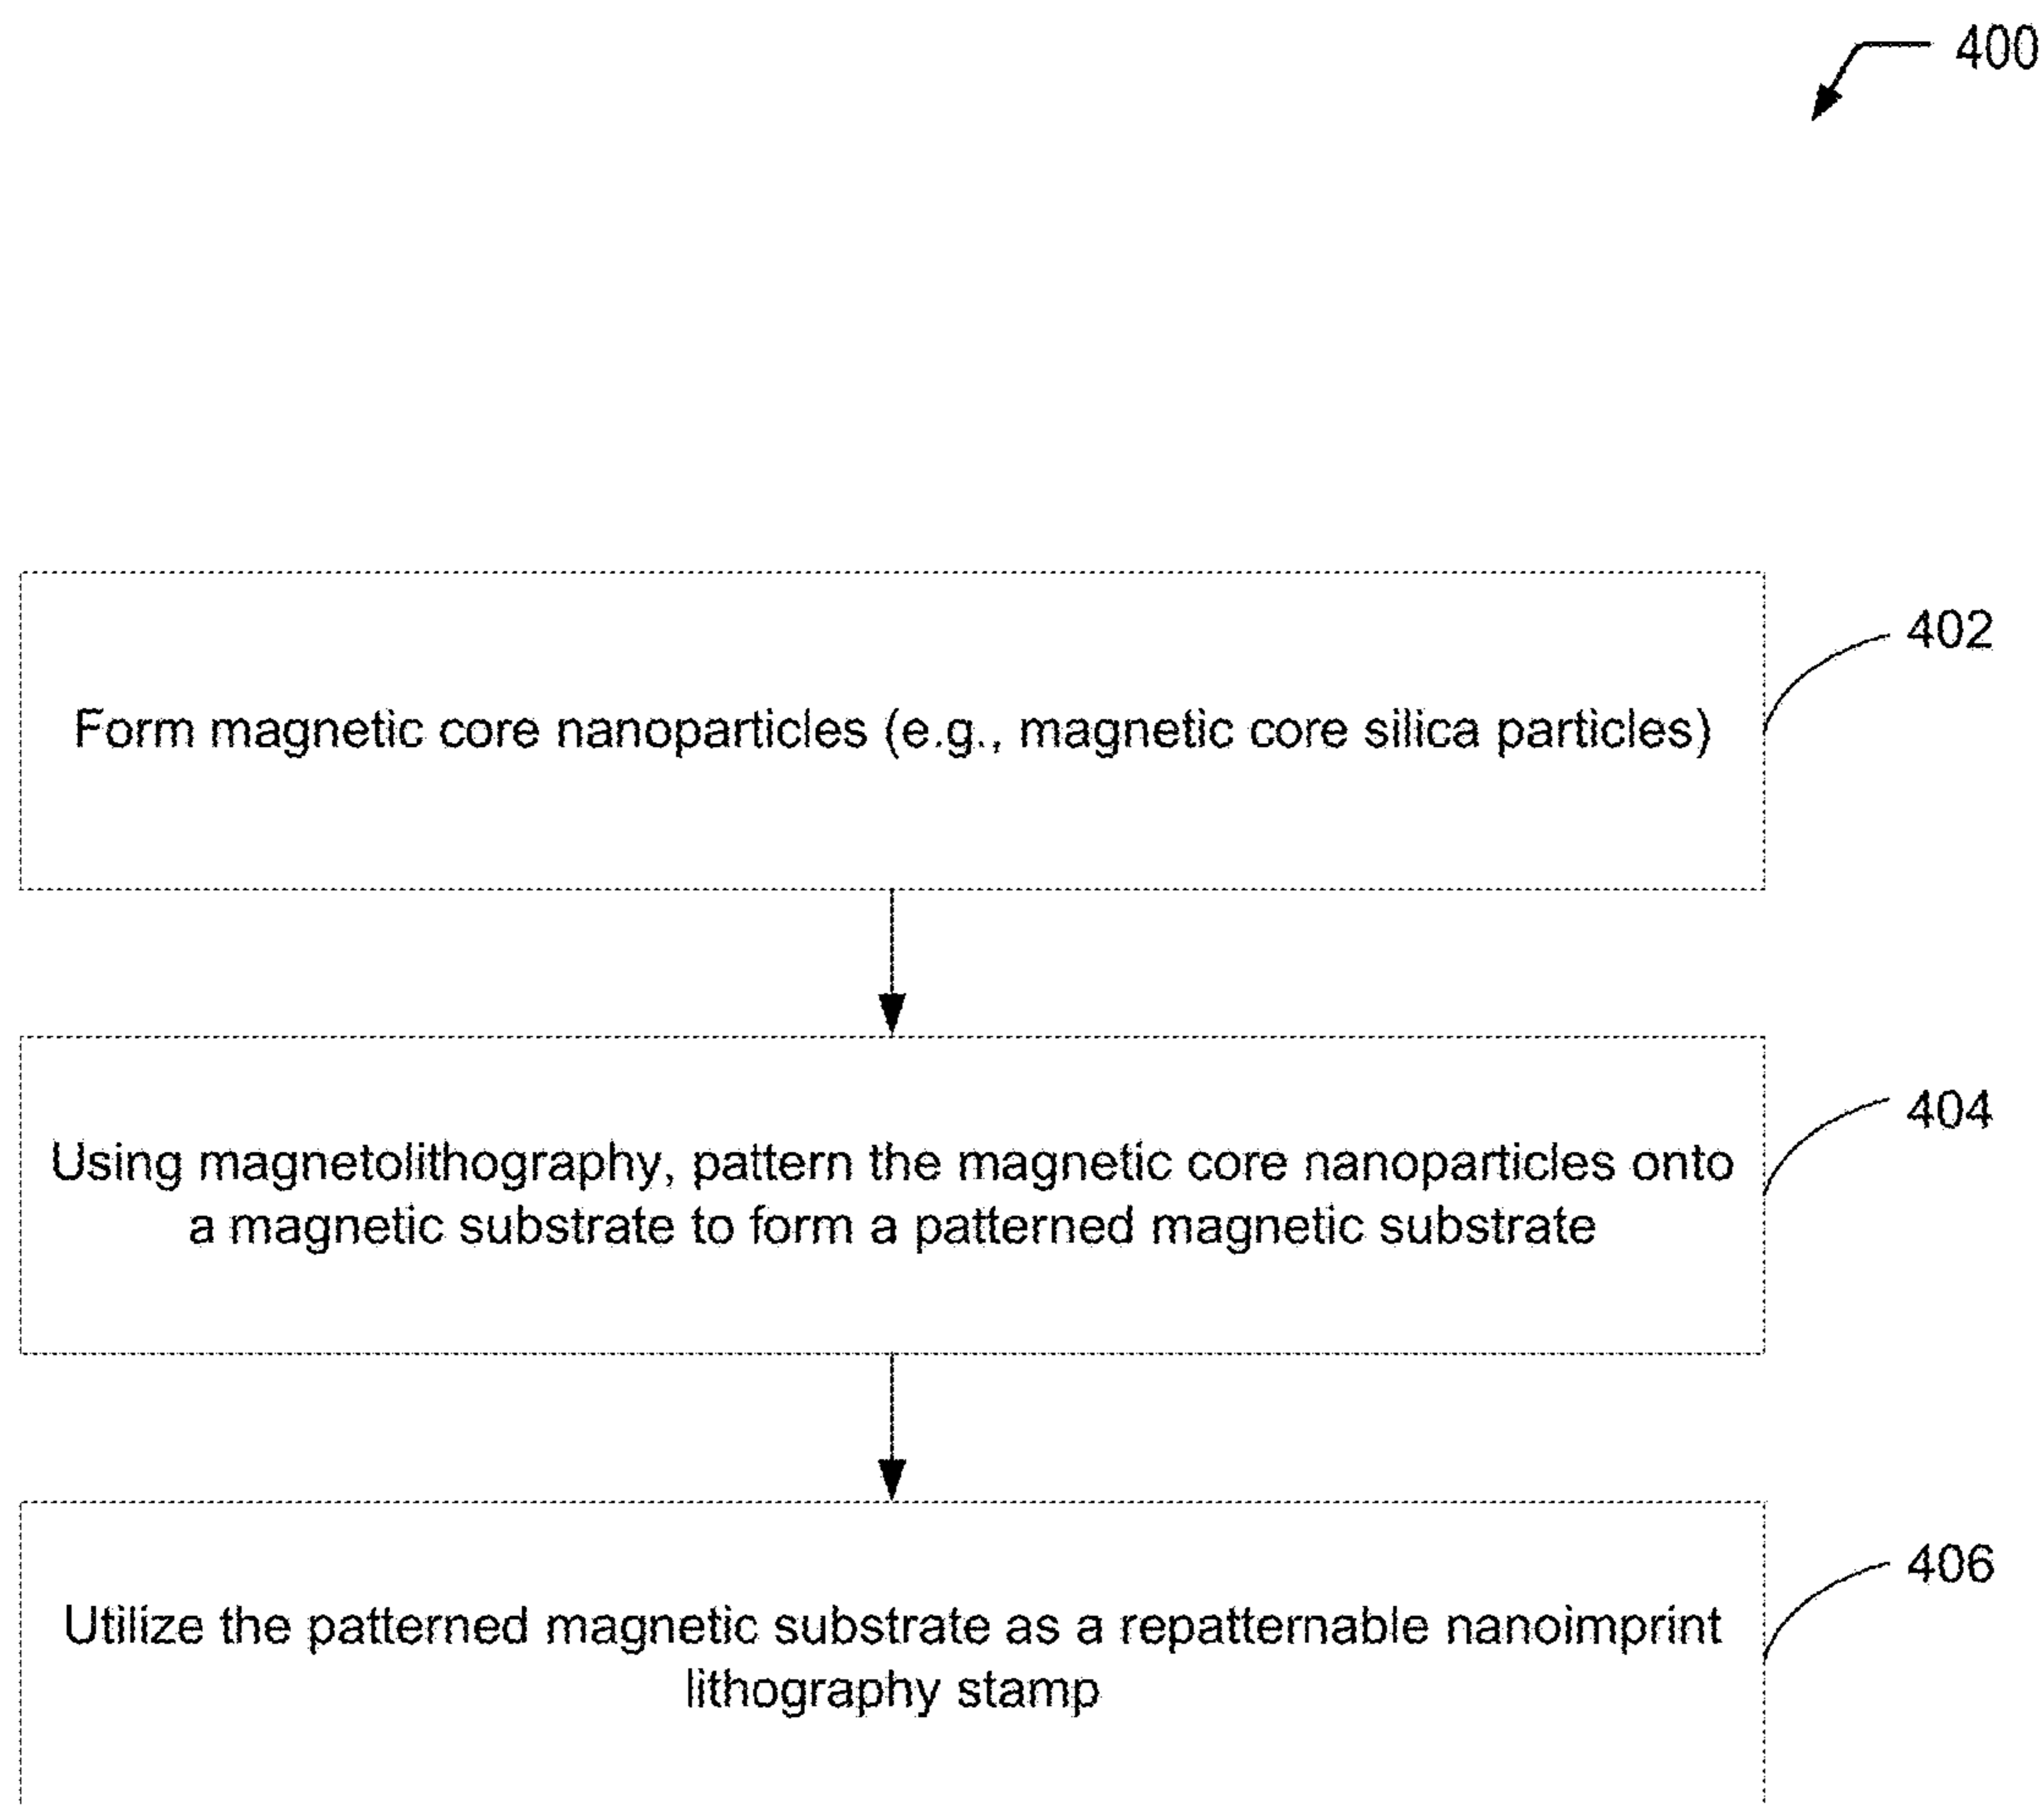 400
402
Form magnetic core nanoparticles (e.g., magnetic core silica particles)
404
Using magnetolithography, pattern the magnetic core nanoparticles onto
a magnetic substrate to form a patterned magnetic substrate
406
Utilize the patterned magnetic substrate as a repatternable nanoimprint
lithography stamp